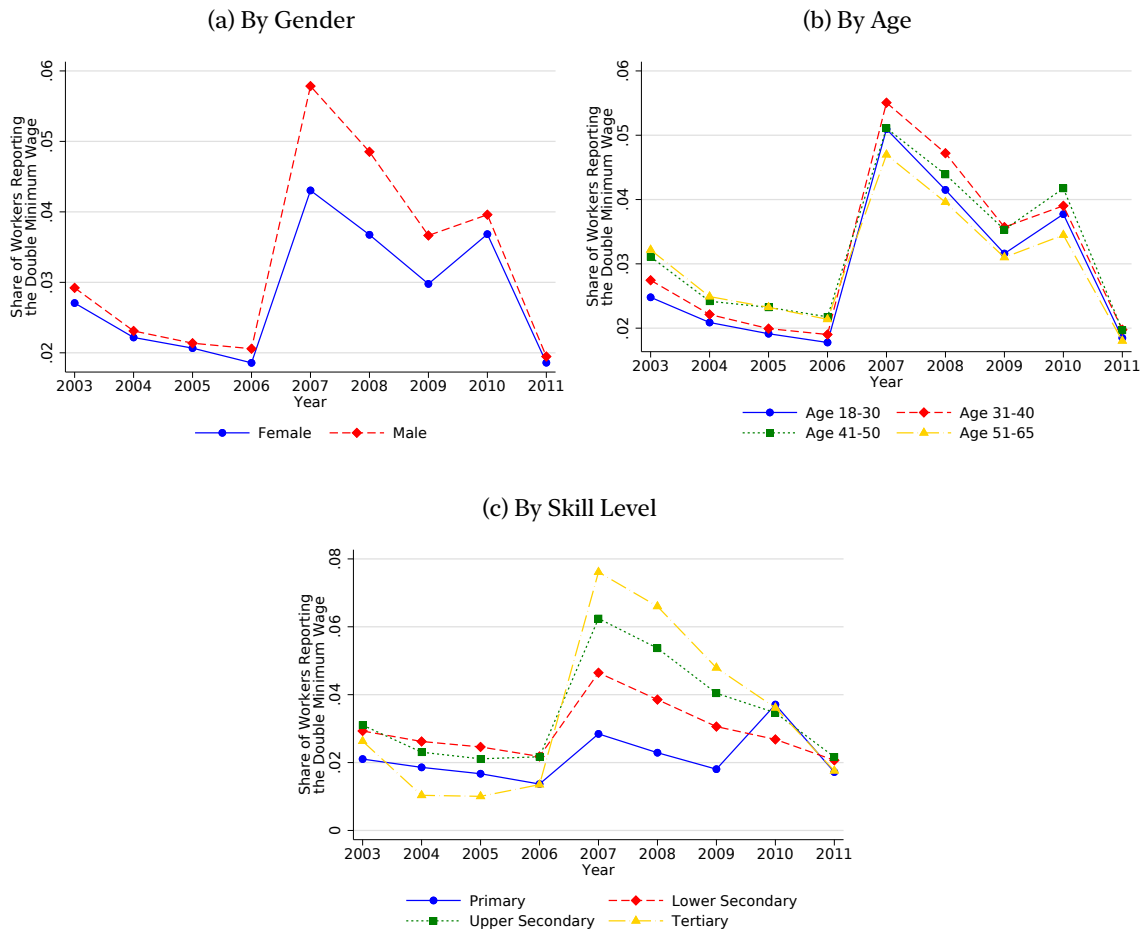 (a) By Gender
Share of Workers Reporting
the Double Minimum Wage
.06
.05
.04
.03
.02
2003 2004 2005 2006 2007 2008 2009 2010 2011
Year
Female Male
(b) By Age
Share of Workers Reporting
the Double Minimum Wage
.06
.05
.04
.03
.02
2003 2004 2005 2006 2007 2008 2009 2010 2011
Year
Age 18-30 Age 31-40
Age 41-50 Age 51-65
(c) By Skill Level
Share of Workers Reporting
the Double Minimum Wage
.08
.06
.04
.02
0
2003 2004 2005 2006 2007 2008 2009 2010 2011
Year
Primary Lower Secondary
Upper Secondary Tertiary